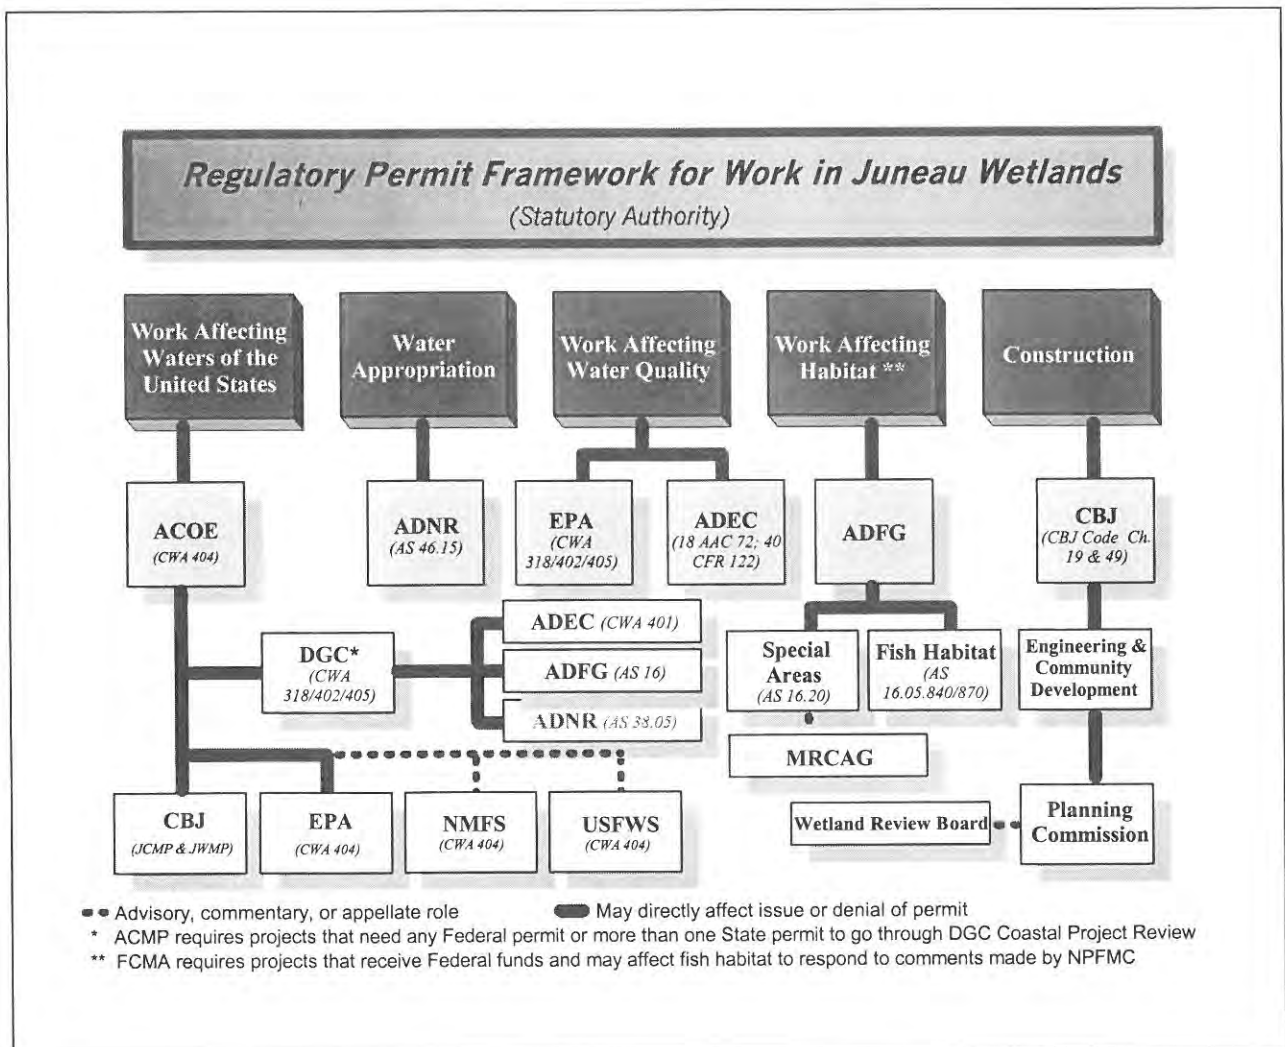 Regulatory Permit Framework for Work in Juneau Wetlands
(Statutory Authority)
Work Affecting
Waters of the
United States
Water
Appropriation
Work Affecting
Water Quality
Work Affecting
Habitat **
Construction
ACOE
(CWA 404)
ADNR
(AS 46.15)
EPA
(CWA
318/402/405)
ADEC
(18 AAC 72; 40
CFR 122)
ADFG
CBJ
(CBJ Code Ch.
19 & 49)
DGC*
(CWA
318/402/405)
ADEC (CWA 401)
ADFG (AS 16)
ADNR (AS 38.05)
Special
Areas
(AS 16.20)
Fish Habitat
(AS
16.05.840/870)
Engineering &
Community
Development
MRCAG
CBJ
(JCMP & JWMP)
EPA
(CWA 404)
NMFS
(CWA 404)
USFWS
(CWA 404)
Wetland Review Board
Planning
Commission
Advisory, commentary, or appellate role
May directly affect issue or denial of permit
* ACMP requires projects that need any Federal permit or more than one State permit to go through DGC Coastal Project Review
** FCMA requires projects that receive Federal funds and may affect fish habitat to respond to comments made by NPFMC